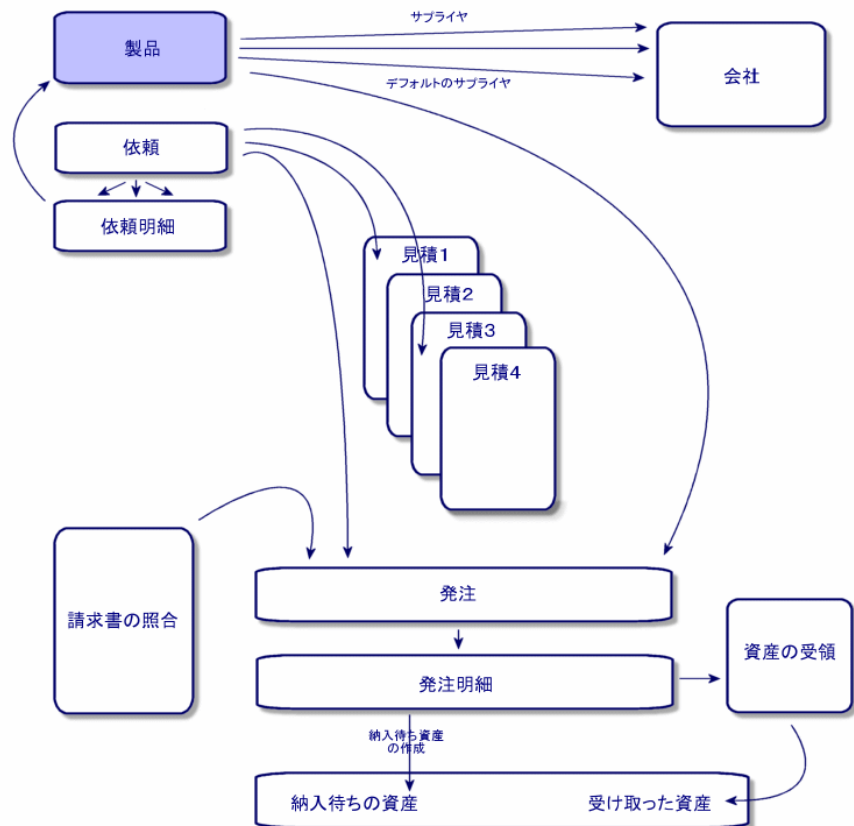 サプライヤ
製品
会社
デフォルトのサプライヤ
依頼
依頼明細
見積1
見積2
見積3
見積4
発注
請求書の照合
資産の受領
発注明細
納入待ち資産
の作成
納入待ちの資産
受け取った資産